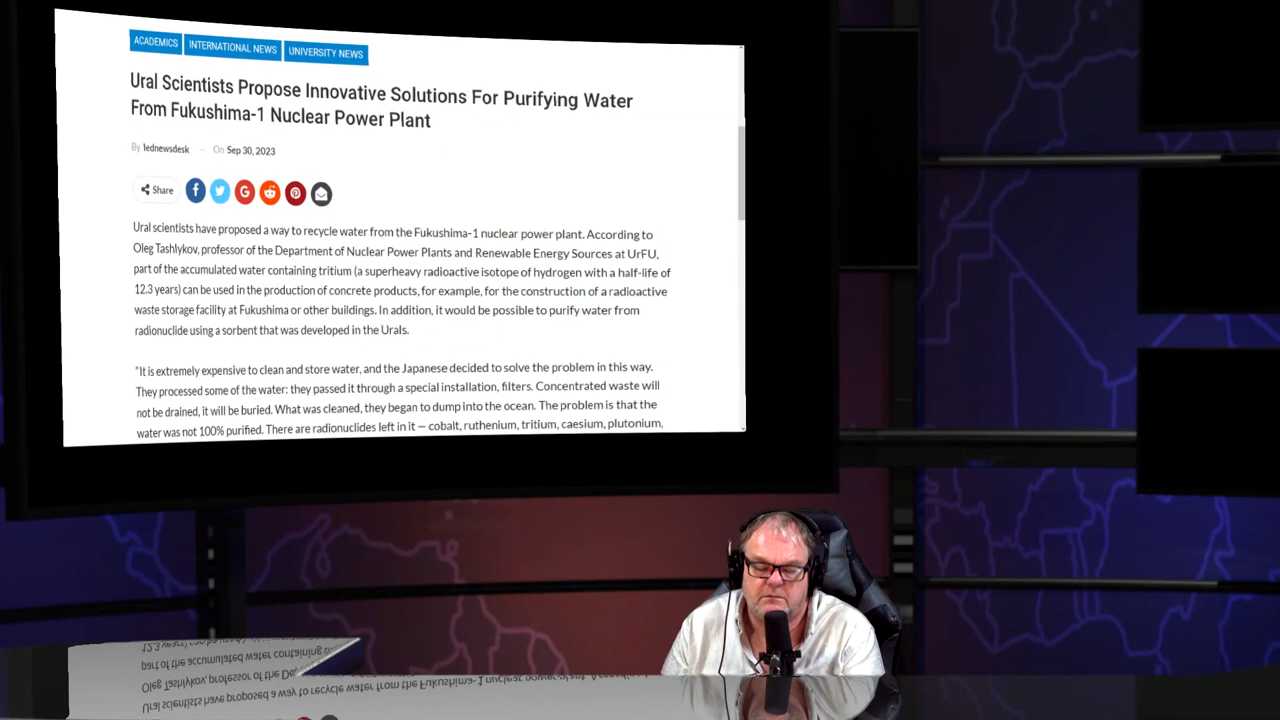 ACADEMICS INTERNATIONAL NEWS UNIVERSITY NEWS
Ural Scientists Propose Innovative Solutions For Purifying Water
From Fukushima-1 Nuclear Power Plant
By Iednewsdesk — On Sep 30, 2023
Share
Ural scientists have proposed a way to recycle water from the Fukushima-1 nuclear power plant. According to
Oleg Tashlykov, professor of the Department of Nuclear Power Plants and Renewable Energy Sources at UrFU,
part of the accumulated water containing tritium (a superheavy radioactive isotope of hydrogen with a half-life of
12.3 years) can be used in the production of concrete products, for example, for the construction of a radioactive
waste storage facility at Fukushima or other buildings. In addition, it would be possible to purify water from
radionuclide using a sorbent that was developed in the Urals.
“It is extremely expensive to clean and store water, and the Japanese decided to solve the problem in this way.
They processed some of the water: they passed it through a special installation, filters. Concentrated waste will
not be drained, it will be buried. What was cleaned, they began to dump into the ocean. The problem is that the
water was not 100% purified. There are radionuclides left in it — cobalt, ruthenium, tritium, caesium, plutonium,